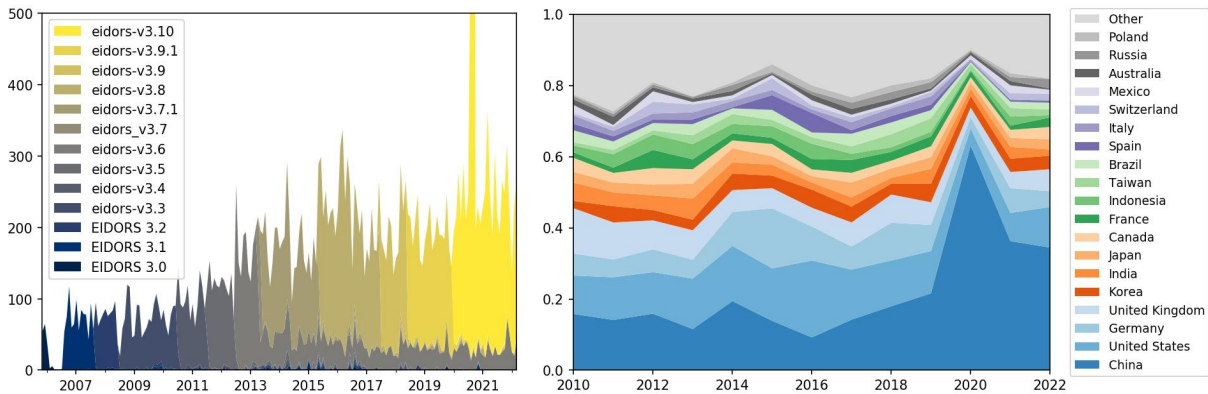 500
400
300
200
100
0
2007
2009
2011
2013
2015
2017
2019
2021
eidors-v3.10
eidors-v3.9.1
eidors-v3.9
eidors-v3.8
eidors-v3.7.1
eidors_v3.7
eidors-v3.6
eidors-v3.5
eidors-v3.4
eidors-v3.3
EIDORS 3.2
EIDORS 3.1
EIDORS 3.0
1.0
0.8
0.6
0.4
0.2
0.0
2010
2012
2014
2016
2018
2020
2022
Other
Poland
Russia
Australia
Mexico
Switzerland
Italy
Spain
Brazil
Taiwan
Indonesia
France
Canada
Japan
India
Korea
United Kingdom
Germany
United States
China